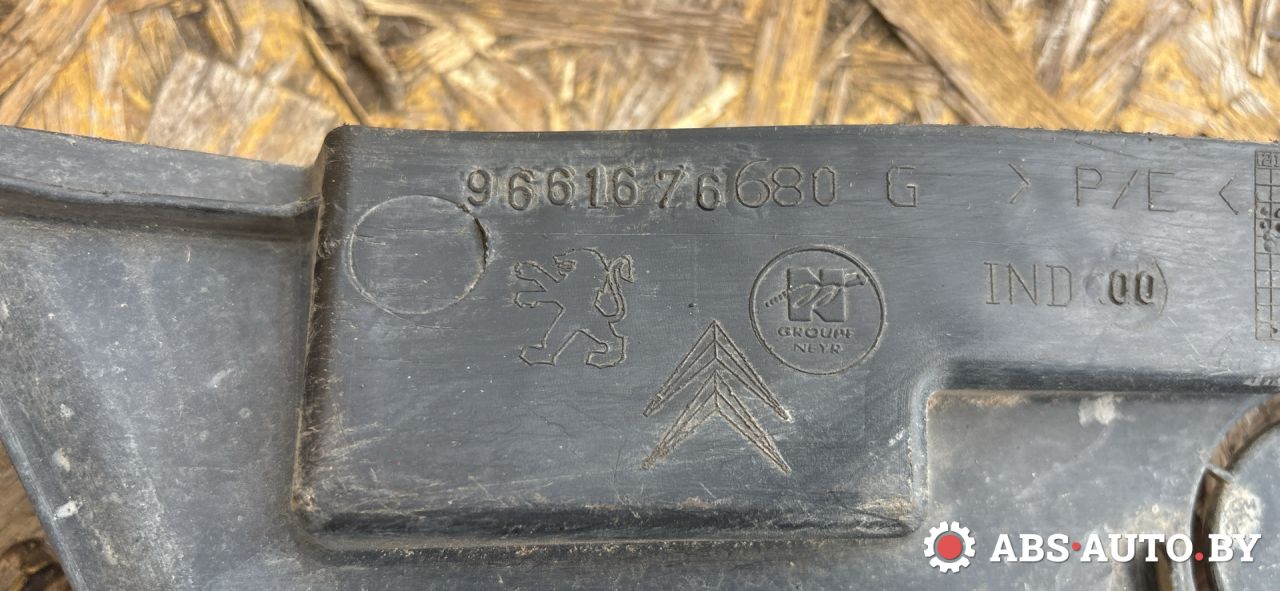 9661676680 G > P/E <
IND (00)
GROUPE
NEYR
ABS·AUTO.BY